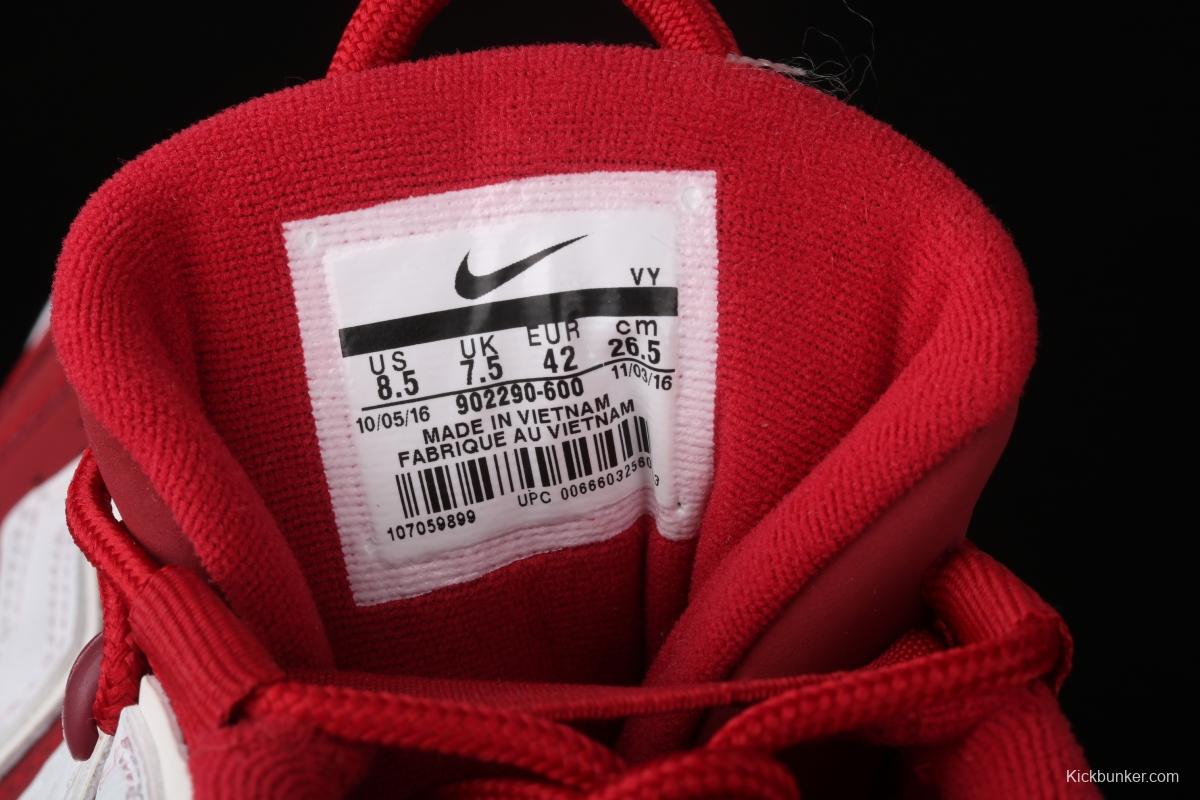 VY
US UK EUR cm
8.5 7.5 42 26.5
10/05/16 902290-600 11/03/16
MADE IN VIETNAM
FABRIQUE AU VIETNAM
107059899 UPC
Kickbunker.com